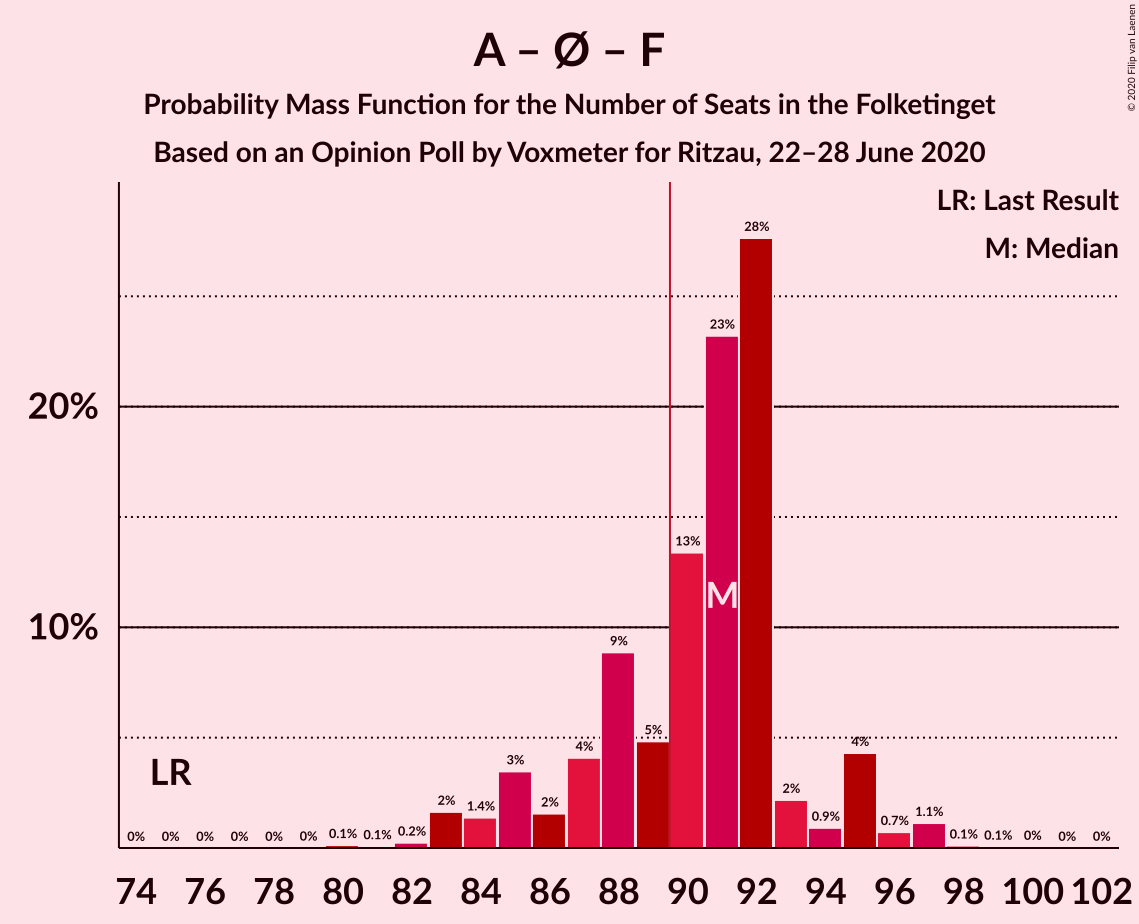 A – Ø – F
Probability Mass Function for the Number of Seats in the Folketinget
Based on an Opinion Poll by Voxmeter for Ritzau, 22–28 June 2020
© 2020 Filip van Laenen
LR: Last Result
M: Median
28%
23%
20%
13%
M
10%
9%
5%
4%
4%
3%
LR
2%
1.4%
2%
2%
0.9%
0.7%
1.1%
0% 0% 0% 0% 0% 0% 0.1% 0.1% 0.2% 0.1% 0.1% 0% 0% 0%
74 76 78 80 82 84 86 88 90 92 94 96 98 100 102